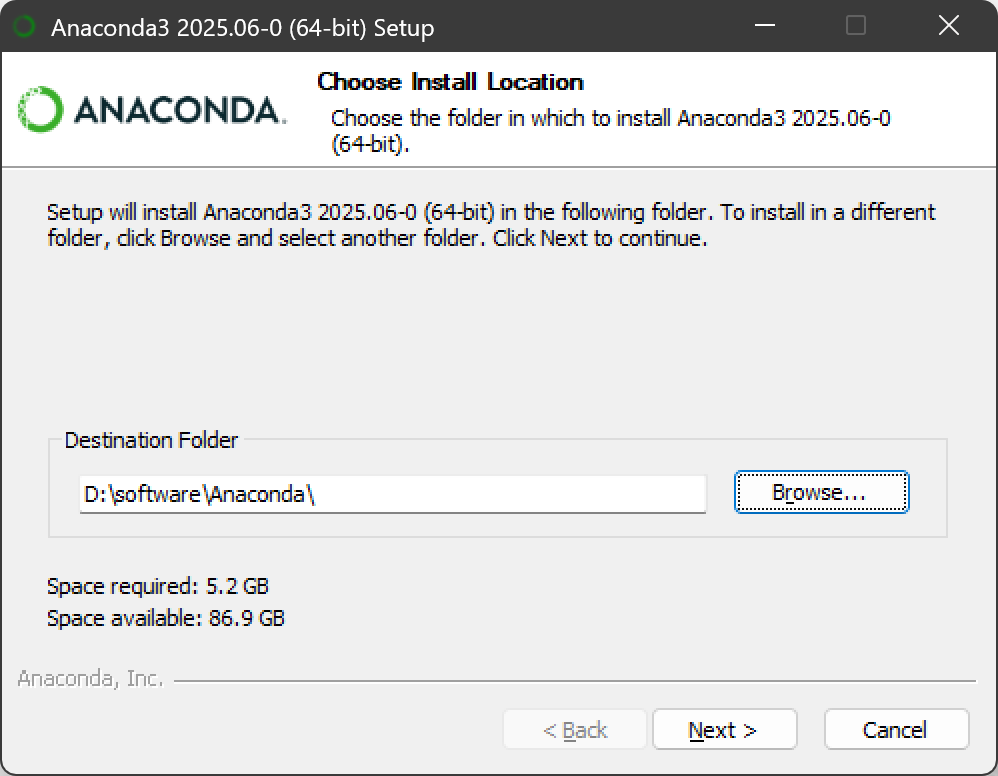 Anaconda3 2025.06-0 (64-bit) Setup
ANACONDA.
Choose Install Location
Choose the folder in which to install Anaconda3 2025.06-0
(64-bit).
Setup will install Anaconda3 2025.06-0 (64-bit) in the following folder. To install in a different
folder, click Browse and select another folder. Click Next to continue.
Destination Folder
D:\software\Anaconda\
Browse...
Space required: 5.2 GB
Space available: 86.9 GB
Anaconda, Inc.
< Back
Next >
Cancel